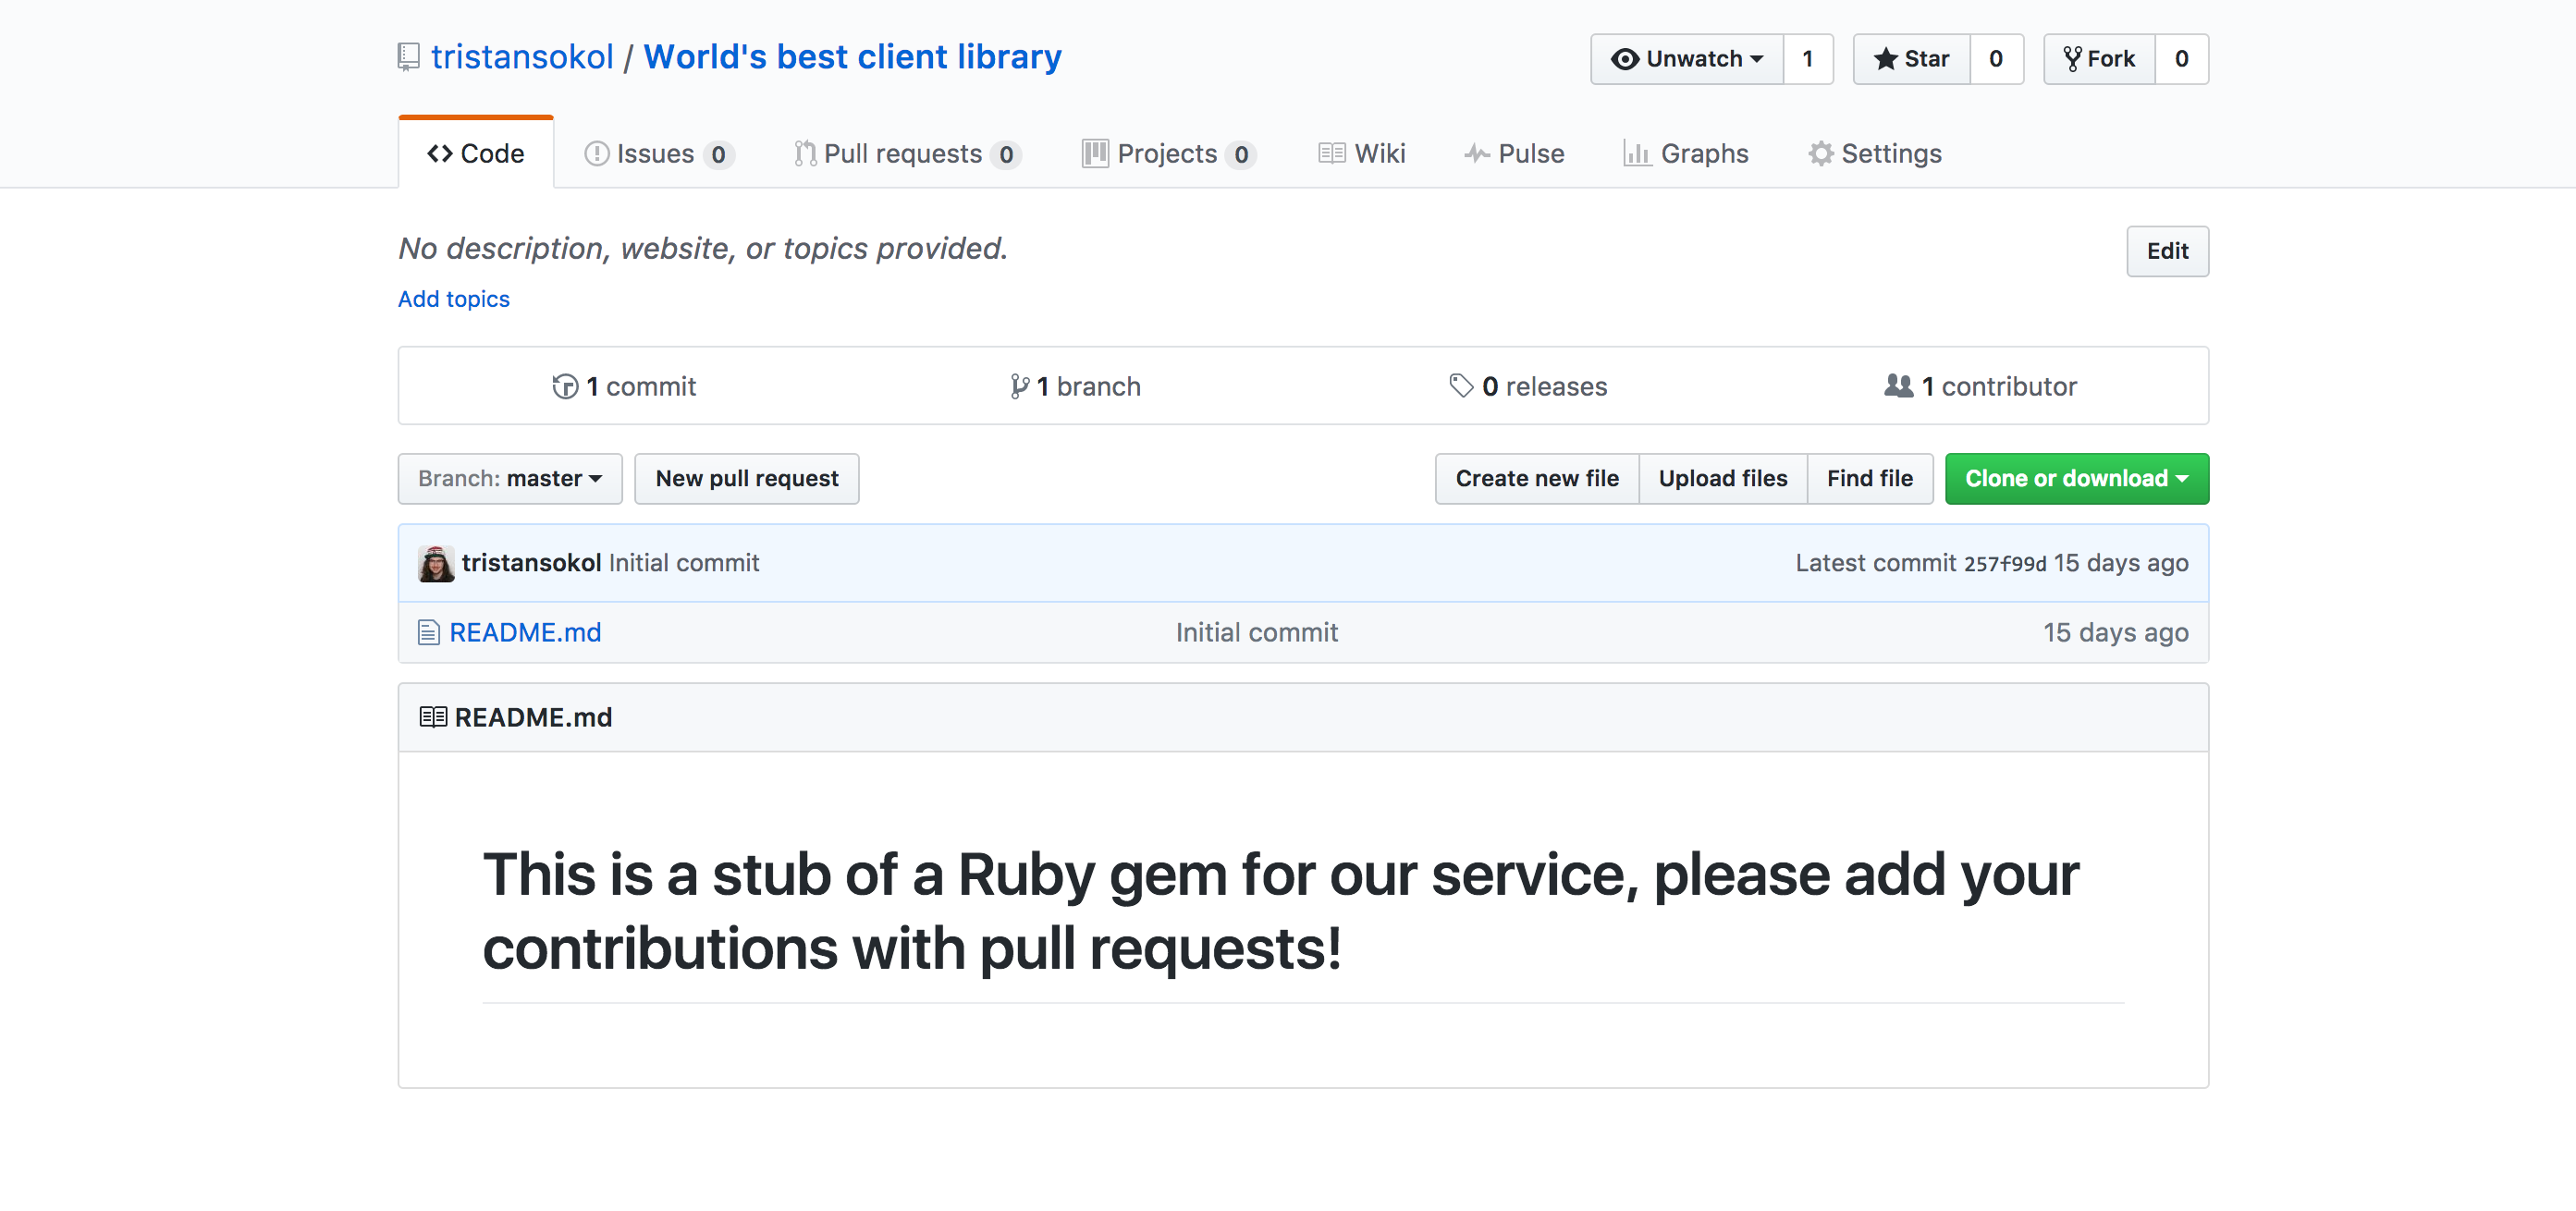 tristansokol / World's best client library
Unwatch 1 Star 0 Fork 0
Code Issues 0 Pull requests 0 Projects 0 Wiki Pulse Graphs Settings
No description, website, or topics provided. Edit
Add topics
1 commit 1 branch 0 releases 1 contributor
Branch: master New pull request Create new file Upload files Find file Clone or download
tristansokol Initial commit Latest commit 257f99d 15 days ago
README.md Initial commit 15 days ago
README.md
This is a stub of a Ruby gem for our service, please add your
contributions with pull requests!